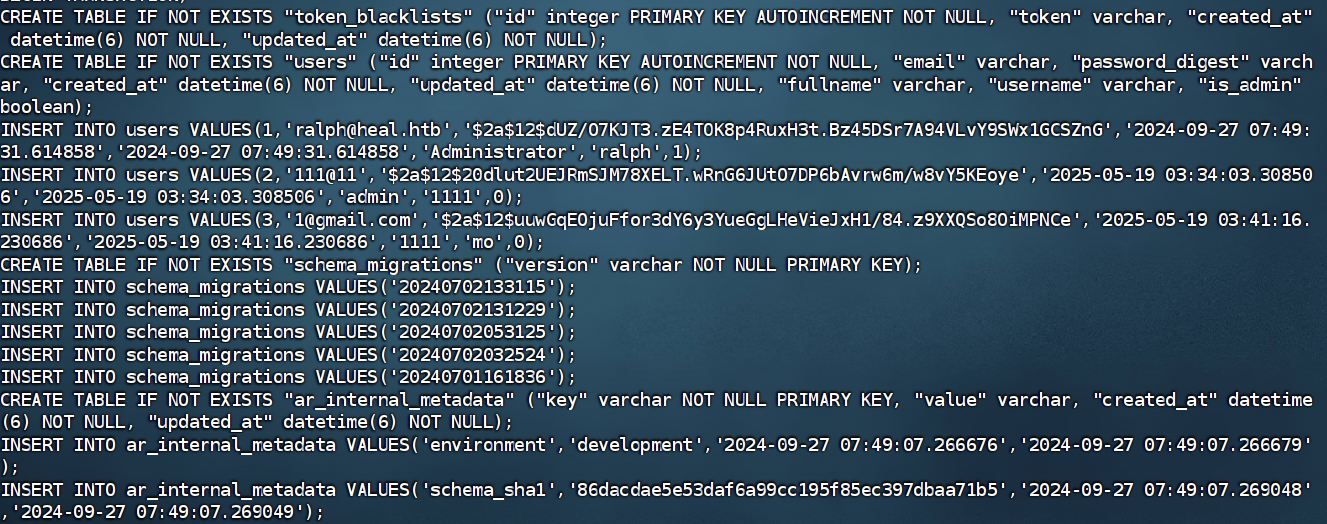 BEGIN TRANSACTION;
CREATE TABLE IF NOT EXISTS "token_blacklists" ("id" integer PRIMARY KEY AUTOINCREMENT NOT NULL, "token" varchar, "created_at"
 datetime(6) NOT NULL, "updated_at" datetime(6) NOT NULL);
CREATE TABLE IF NOT EXISTS "users" ("id" integer PRIMARY KEY AUTOINCREMENT NOT NULL, "email" varchar, "password_digest" varch
ar, "created_at" datetime(6) NOT NULL, "updated_at" datetime(6) NOT NULL, "fullname" varchar, "username" varchar, "is_admin"
boolean);
INSERT INTO users VALUES(1,'ralph@heal.htb','$2a$12$dUZ/O7KJT3.zE4TOK8p4RuxH3t.Bz45DSr7A94VLvY9SWx1GCSZnG','2024-09-27 07:49:
31.614858','2024-09-27 07:49:31.614858','Administrator','ralph',1);
INSERT INTO users VALUES(2,'111@11','$2a$12$20dlut2UEJRmSJM78XELT.wRnG6JUtO7DP6bAvrw6m/w8vY5KEoye','2025-05-19 03:34:03.30850
6','2025-05-19 03:34:03.308506','admin','1111',0);
INSERT INTO users VALUES(3,'1@gmail.com','$2a$12$uuwGqEOjuFfor3dY6y3YueGgLHeVieJxH1/84.z9XXQSo8OiMPNCe','2025-05-19 03:41:16.
230686','2025-05-19 03:41:16.230686','1111','mo',0);
CREATE TABLE IF NOT EXISTS "schema_migrations" ("version" varchar NOT NULL PRIMARY KEY);
INSERT INTO schema_migrations VALUES('20240702133115');
INSERT INTO schema_migrations VALUES('20240702131229');
INSERT INTO schema_migrations VALUES('20240702053125');
INSERT INTO schema_migrations VALUES('20240702032524');
INSERT INTO schema_migrations VALUES('20240701161836');
CREATE TABLE IF NOT EXISTS "ar_internal_metadata" ("key" varchar NOT NULL PRIMARY KEY, "value" varchar, "created_at" datetime
(6) NOT NULL, "updated_at" datetime(6) NOT NULL);
INSERT INTO ar_internal_metadata VALUES('environment','development','2024-09-27 07:49:07.266676','2024-09-27 07:49:07.266679'
);
INSERT INTO ar_internal_metadata VALUES('schema_sha1','86dacdae5e53daf6a99cc195f85ec397dbaa71b5','2024-09-27 07:49:07.269048'
,'2024-09-27 07:49:07.269049');